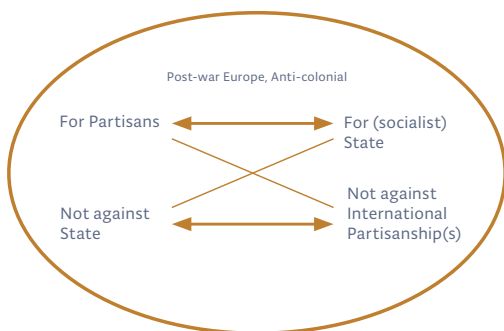 Post-war Europe, Anti-colonial
For Partisans
For (socialist)
State
Not against
State
Not against
International
Partisanship(s)